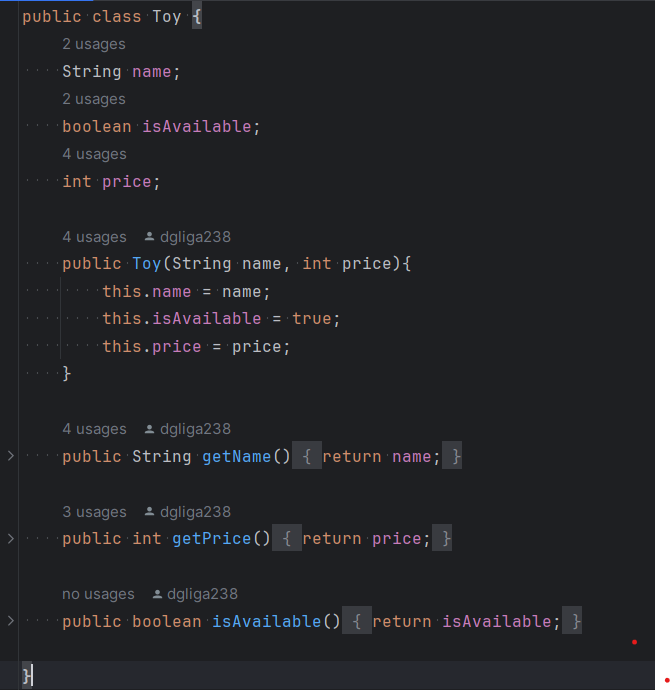 public class Toy {
2 usages
String name;
2 usages
boolean isAvailable;
4 usages
int price;
4 usages dgliga238
public Toy(String name, int price){
this.name = name;
this.isAvailable = true;
this.price = price;
}
4 usages dgliga238
public String getName() { return name; }
3 usages dgliga238
public int getPrice() { return price; }
no usages dgliga238
public boolean isAvailable() { return isAvailable; }
}